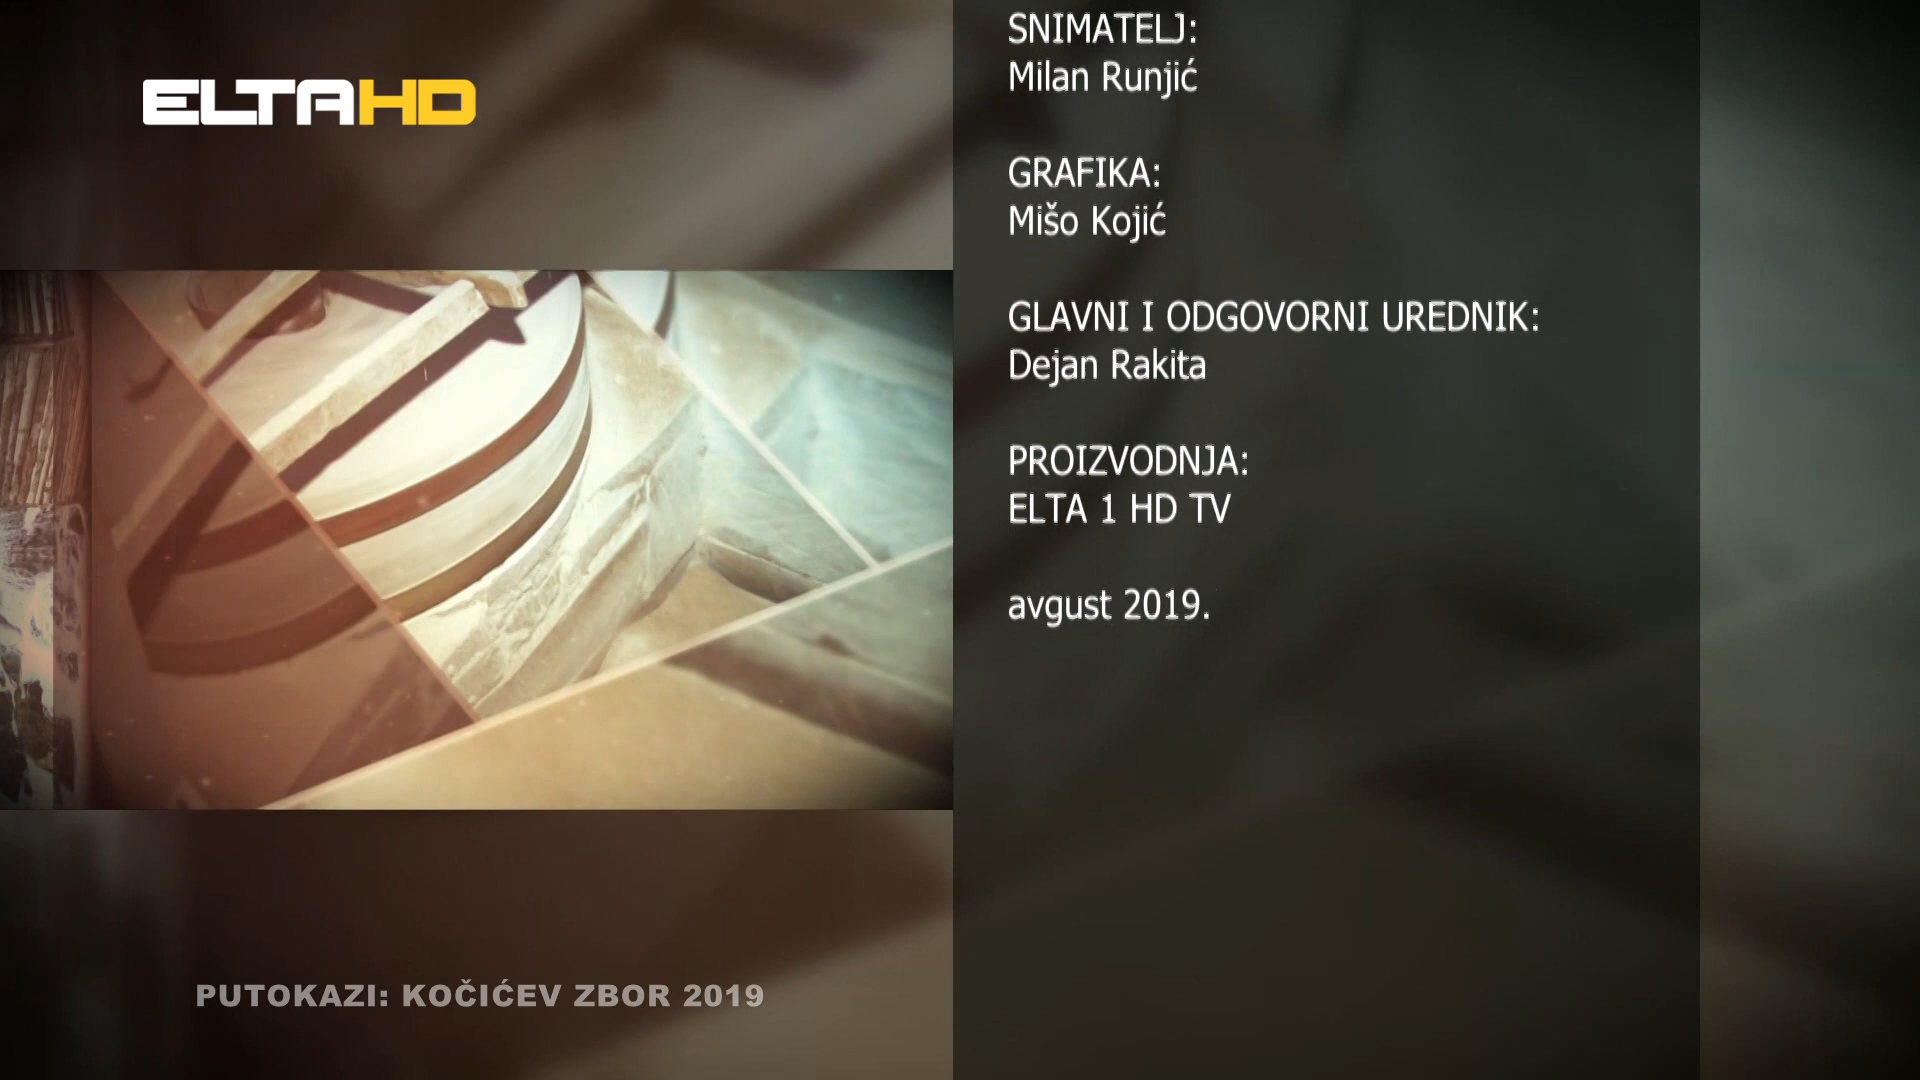 ELTAHD
SNIMATELJ:
Milan Runjić
GRAFIKA:
Mišo Kojić
GLAVNI I ODGOVORNI UREDNIK:
Dejan Rakita
PROIZVODNJA:
ELTA 1 HD TV
avgust 2019.
PUTOKAZI: KOČIĆEV ZBOR 2019